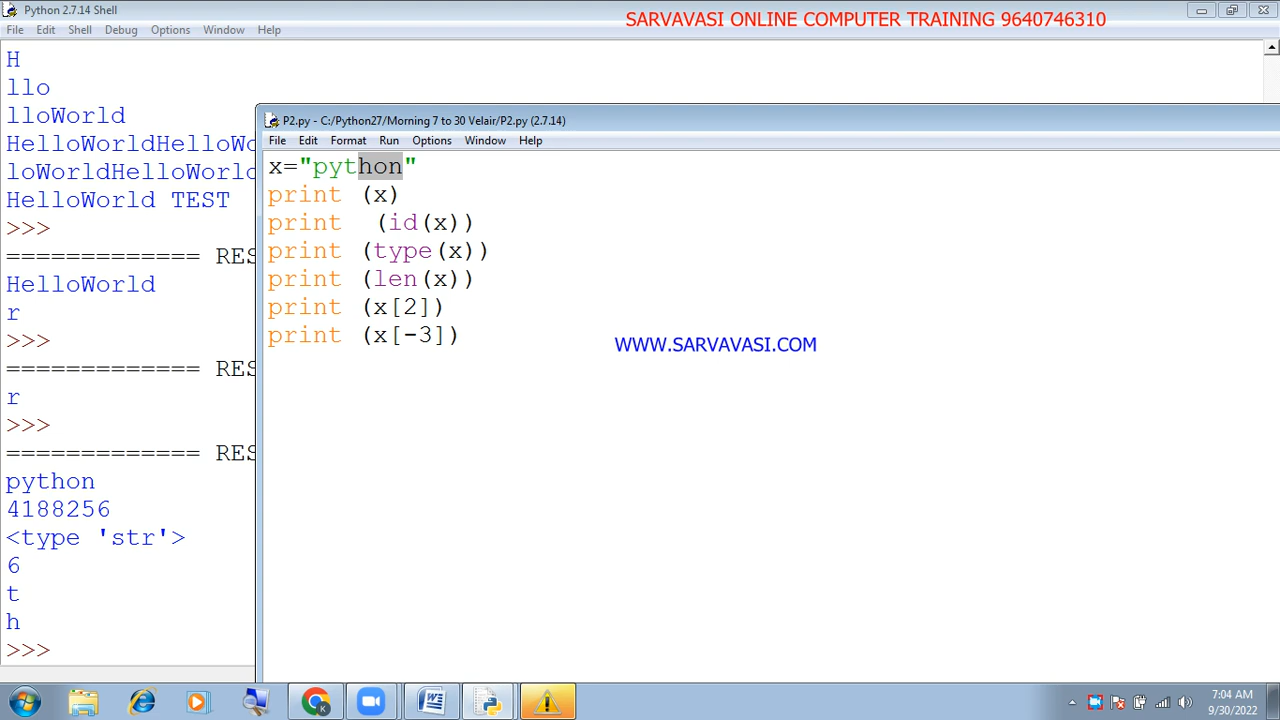 Python 2.7.14 Shell
SARVAVASI ONLINE COMPUTER TRAINING 9640746310
File Edit Shell Debug Options Window Help
H
llo
lloWorld
HelloWorldHelloWo
loWorldHelloWorld
HelloWorld TEST
>>>
============= RES
HelloWorld
r
>>>
============= RES
r
>>>
============= RES
python
4188256
<type 'str'>
6
t
h
>>>
P2.py - C:/Python27/Morning 7 to 30 Velair/P2.py (2.7.14)
File Edit Format Run Options Window Help
x="python"
print (x)
print  (id(x))
print (type(x))
print (len(x))
print (x[2])
print (x[-3])
WWW.SARVAVASI.COM
7:04 AM
9/30/2022